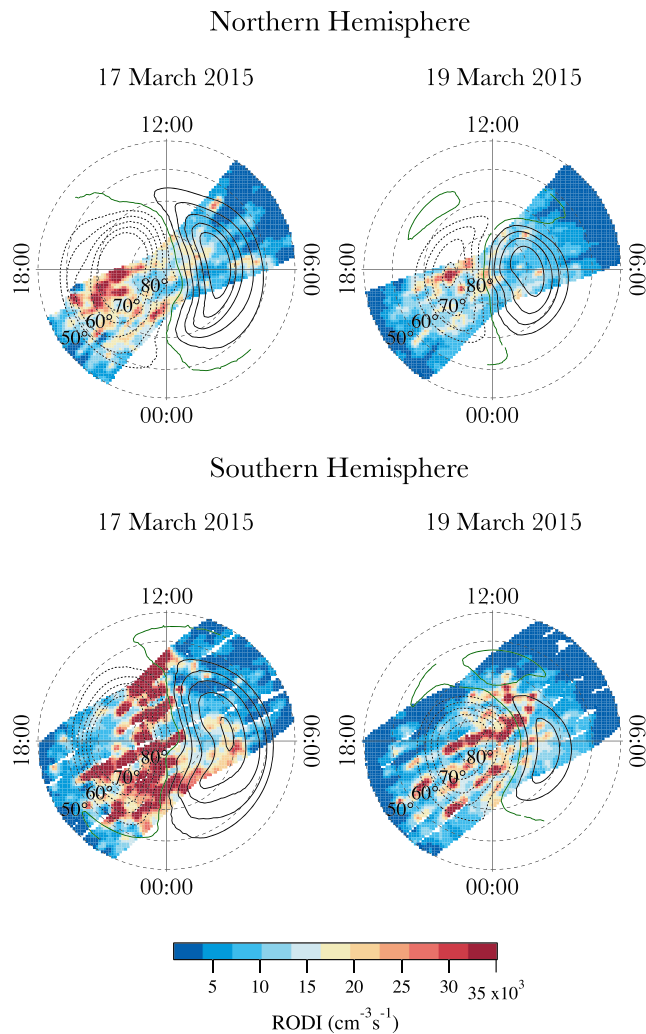 Northern Hemisphere
17 March 2015 19 March 2015
12:00 12:00
18:00 80° 70° 60° 50° 06:00 18:00 80° 70° 60° 50° 06:00
00:00 00:00
Southern Hemisphere
17 March 2015 19 March 2015
12:00 12:00
18:00 80° 70° 60° 50° 06:00 18:00 80° 70° 60° 50° 06:00
00:00 00:00
5 10 15 20 25 30 35 x10³
RODI (cm⁻³s⁻¹)